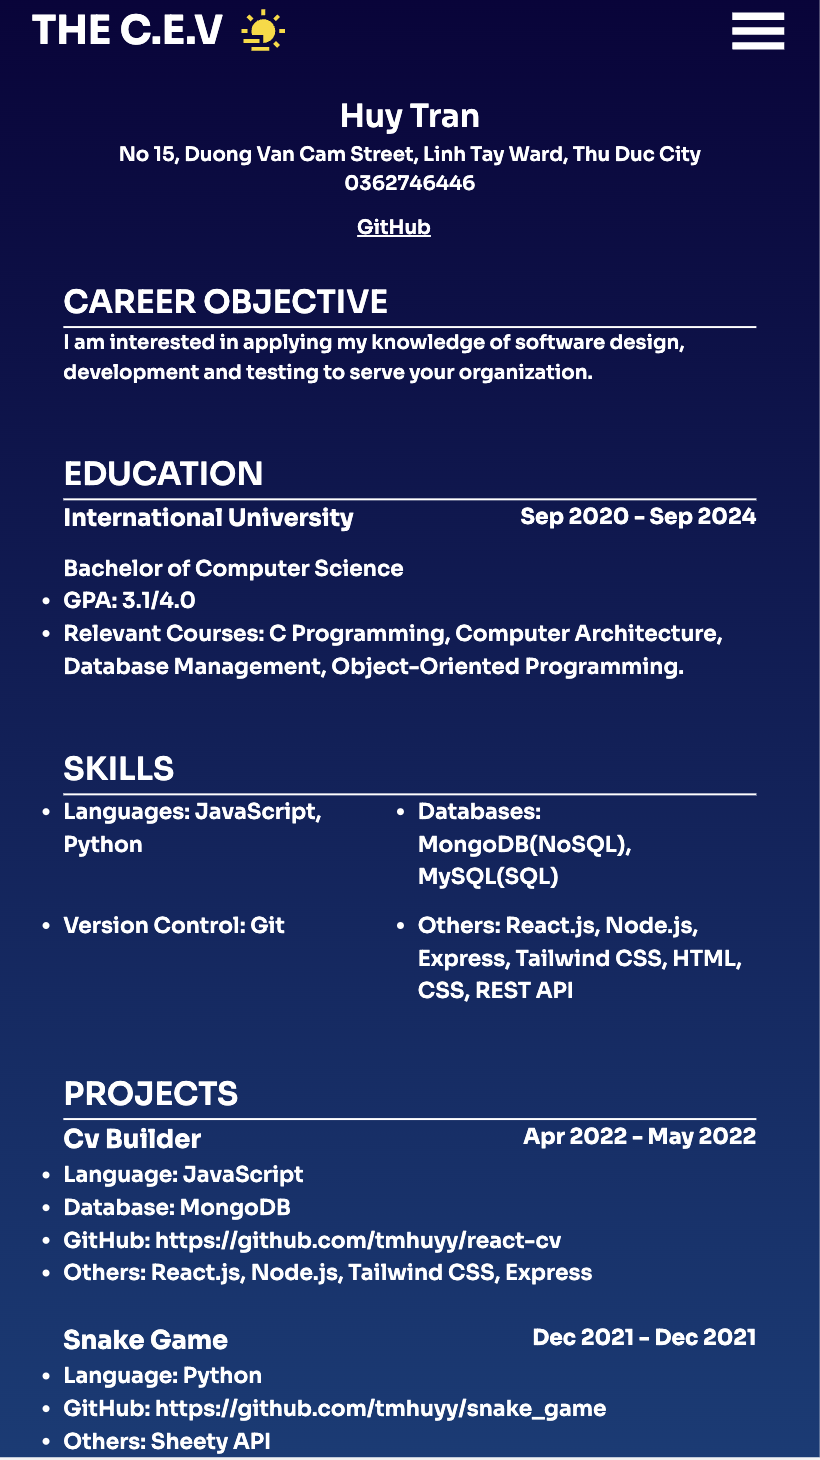 THE C.E.V
Huy Tran
No 15, Duong Van Cam Street, Linh Tay Ward, Thu Duc City
0362746446
GitHub
CAREER OBJECTIVE
I am interested in applying my knowledge of software design,
development and testing to serve your organization.
EDUCATION
International University
Sep 2020 - Sep 2024
Bachelor of Computer Science
• GPA: 3.1/4.0
• Relevant Courses: C Programming, Computer Architecture,
Database Management, Object-Oriented Programming.
SKILLS
• Languages: JavaScript,
Python
• Databases:
MongoDB(NoSQL),
MySQL(SQL)
• Version Control: Git
• Others: React.js, Node.js,
Express, Tailwind CSS, HTML,
CSS, REST API
PROJECTS
Cv Builder
Apr 2022 - May 2022
• Language: JavaScript
• Database: MongoDB
• GitHub: https://github.com/tmhuyy/react-cv
• Others: React.js, Node.js, Tailwind CSS, Express
Snake Game
Dec 2021 - Dec 2021
• Language: Python
• GitHub: https://github.com/tmhuyy/snake_game
• Others: Sheety API